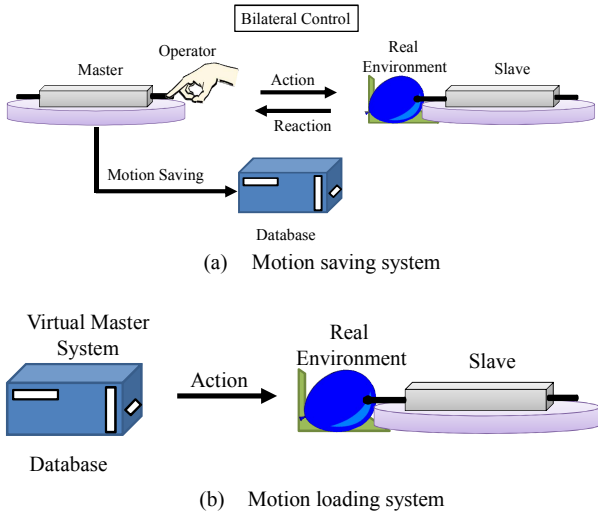 Bilateral Control
Operator
Master
Action
Reaction
Real
Environment
Slave
Motion Saving
Database
(a) Motion saving system
Virtual Master
System
Action
Real
Environment
Slave
Database
(b) Motion loading system